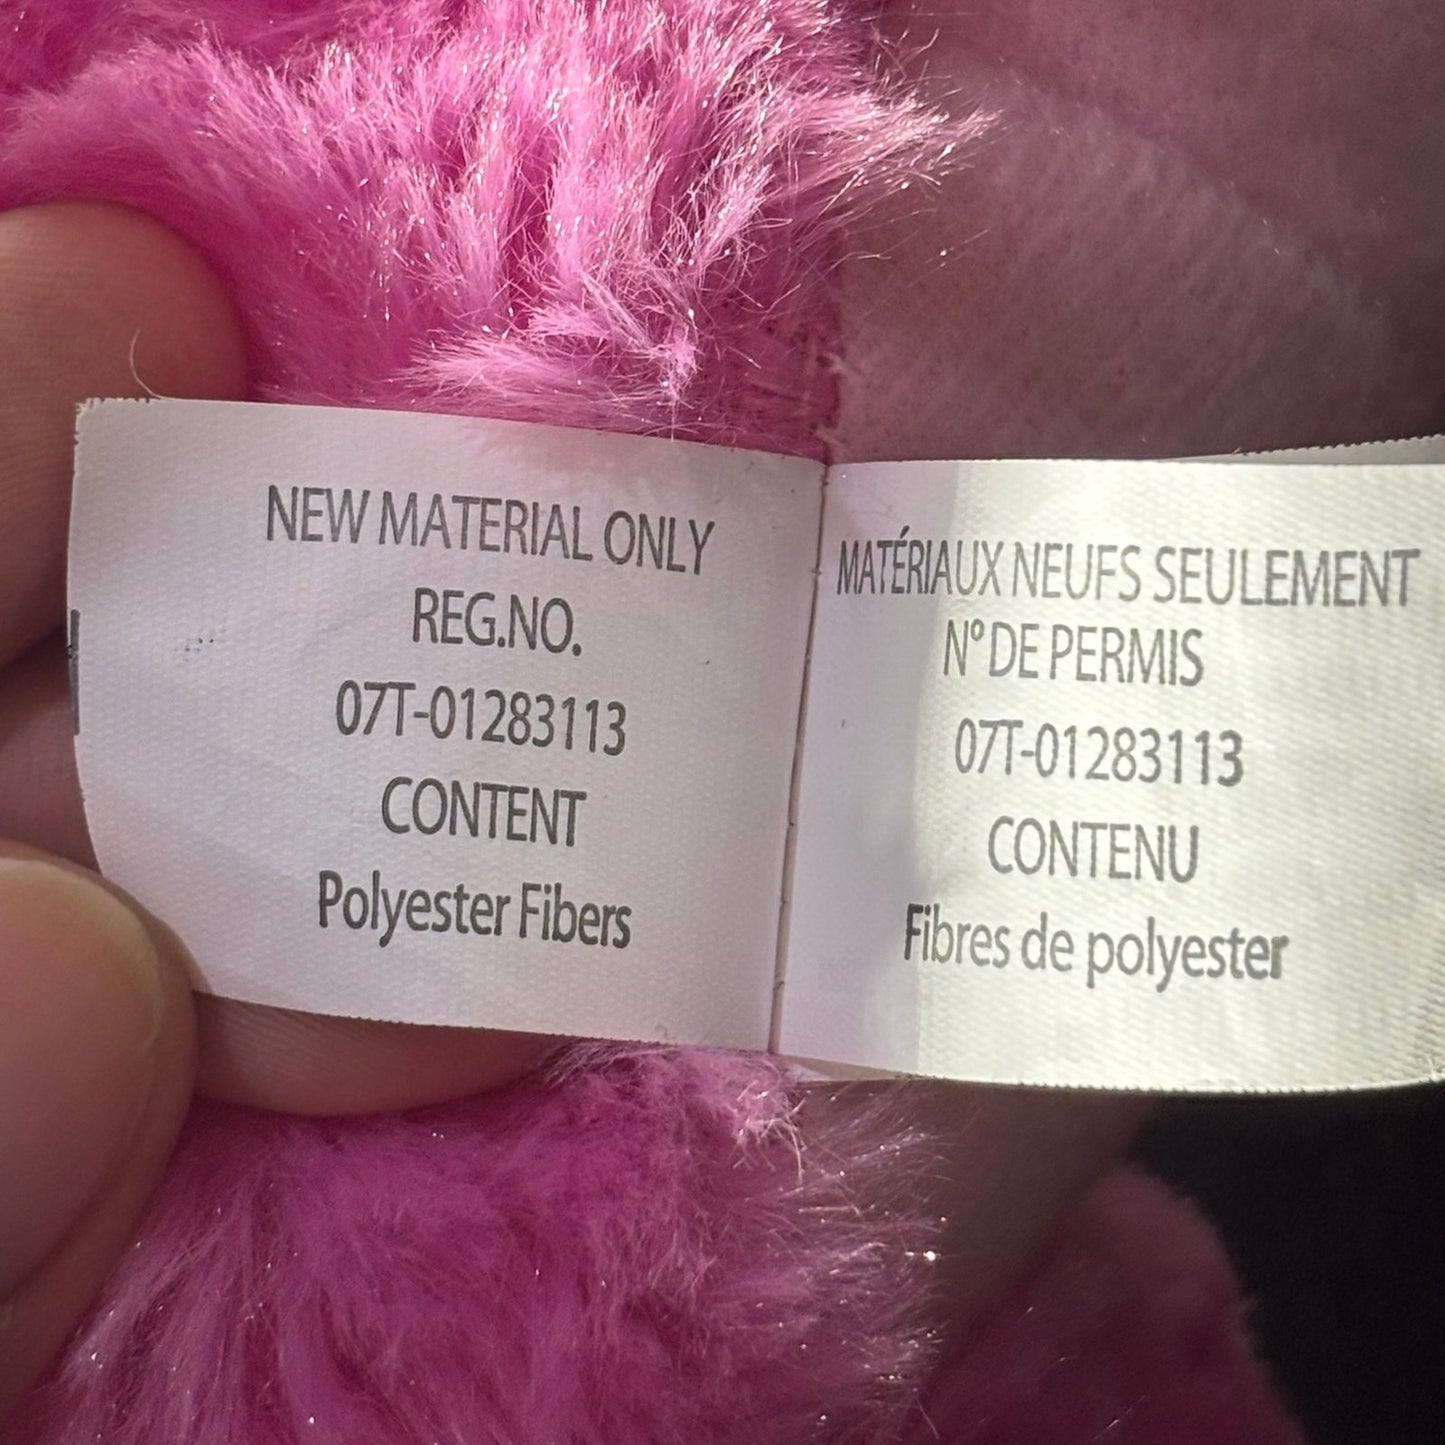 NEW MATERIAL ONLY
REG.NO.
07T-01283113
CONTENT
Polyester Fibers
MATÉRIAUX NEUFS SEULEMENT
N° DE PERMIS
07T-01283113
CONTENU
Fibres de polyester